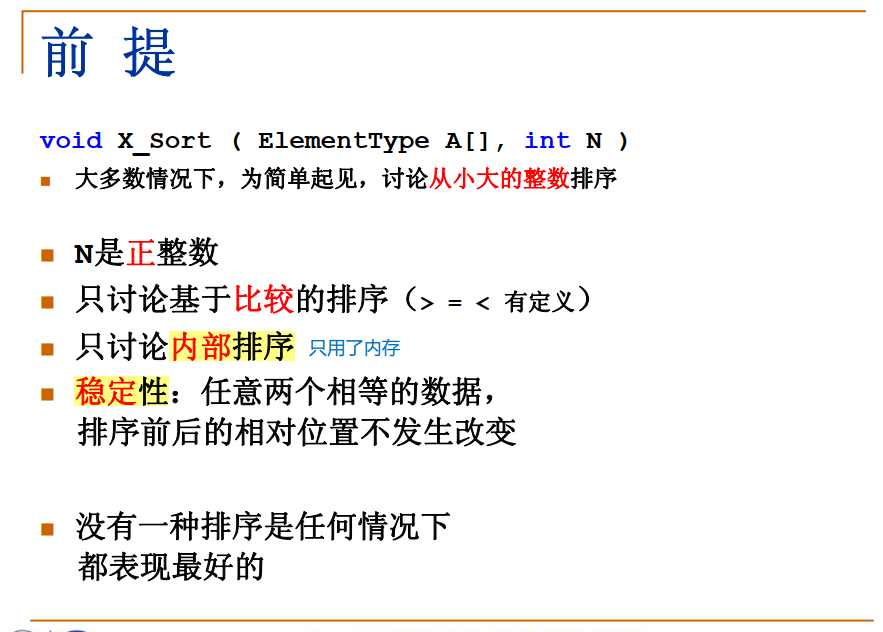 前 提
void X_Sort ( ElementType A[], int N )
大多数情况下，为简单起见，讨论从小大的整数排序
N是正整数
只讨论基于比较的排序（> = < 有定义）
只讨论内部排序 只用了内存
稳定性：任意两个相等的数据，
排序前后的相对位置不发生改变
没有一种排序是任何情况下
都表现最好的